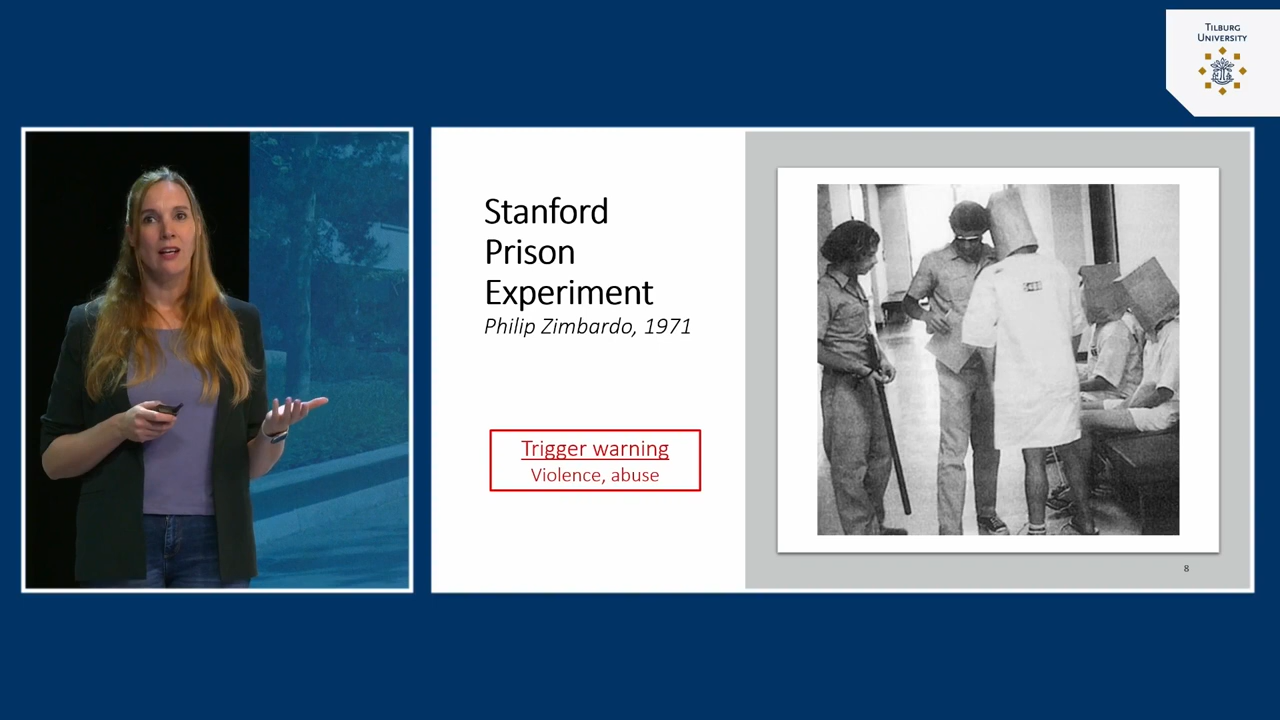 TILBURG
UNIVERSITY
Stanford
Prison
Experiment
Philip Zimbardo, 1971
Trigger warning
Violence, abuse
8